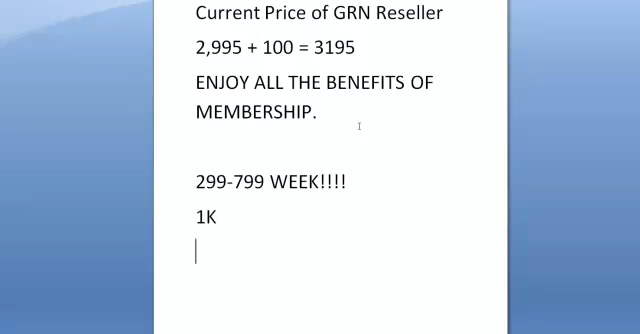 Current Price of GRN Reseller
2,995 + 100 = 3195
ENJOY ALL THE BENEFITS OF
MEMBERSHIP.
299-799 WEEK!!!!
1K